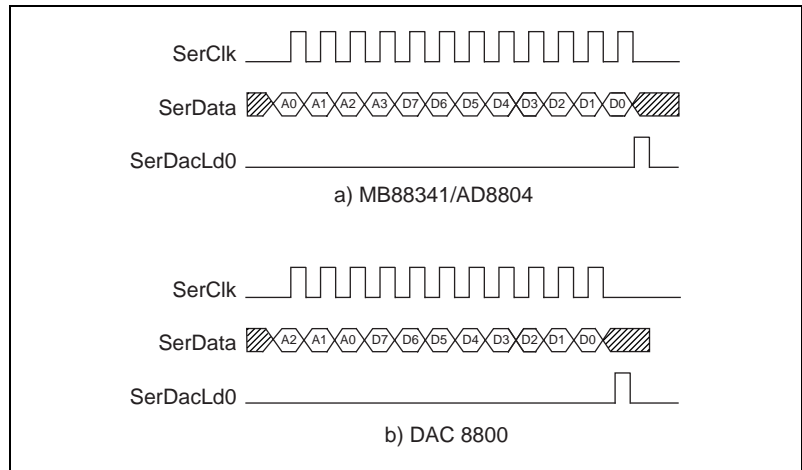 SerClk
SerData A0 A1 A2 A3 D7 D6 D5 D4 D3 D2 D1 D0
SerDacLd0
a) MB88341/AD8804
SerClk
SerData A2 A1 A0 D7 D6 D5 D4 D3 D2 D1 D0
SerDacLd0
b) DAC 8800